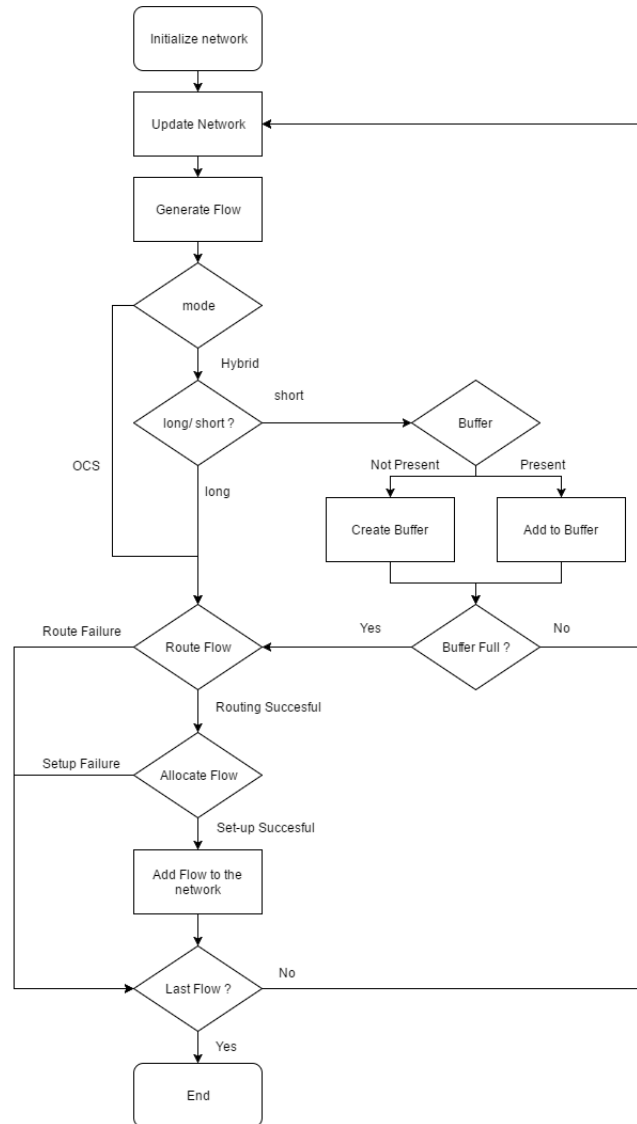 Initialize network
Update Network
Generate Flow
mode
Hybrid
long/ short ?
short
Buffer
OCS
long
Not Present
Present
Create Buffer
Add to Buffer
Route Failure
Route Flow
Yes
Buffer Full ?
No
Routing Succesful
Setup Failure
Allocate Flow
Set-up Succesful
Add Flow to the
network
Last Flow ?
No
Yes
End